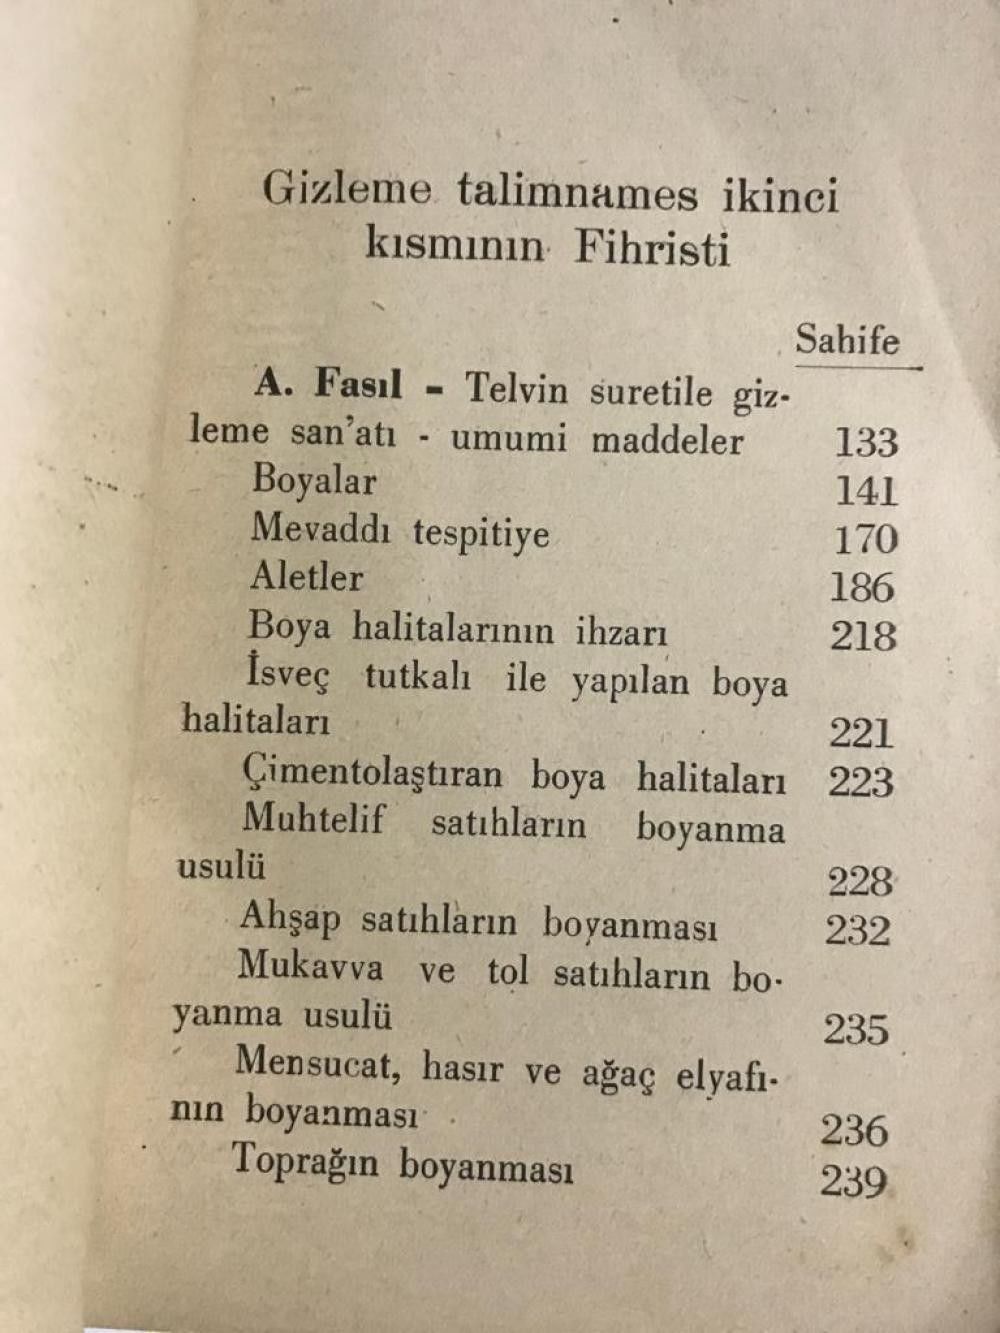 Gizleme talimnames ikinci
kısmının Fihristi
Sahife
A. Fasıl - Telvin suretile giz-
leme san'atı - umumi maddeler 133
Boyalar 141
Mevaddı tespitiye 170
Aletler 186
Boya halitalarının ihzarı 218
İsveç tutkalı ile yapılan boya
halitaları 221
Çimentolaştıran boya halitaları 223
Muhtelif satıhların boyanma
usulü 228
Ahşap satıhların boyanması 232
Mukavva ve tol satıhların bo-
yanma usulü 235
Mensucat, hasır ve ağaç elyafı-
nın boyanması 236
Toprağın boyanması 239